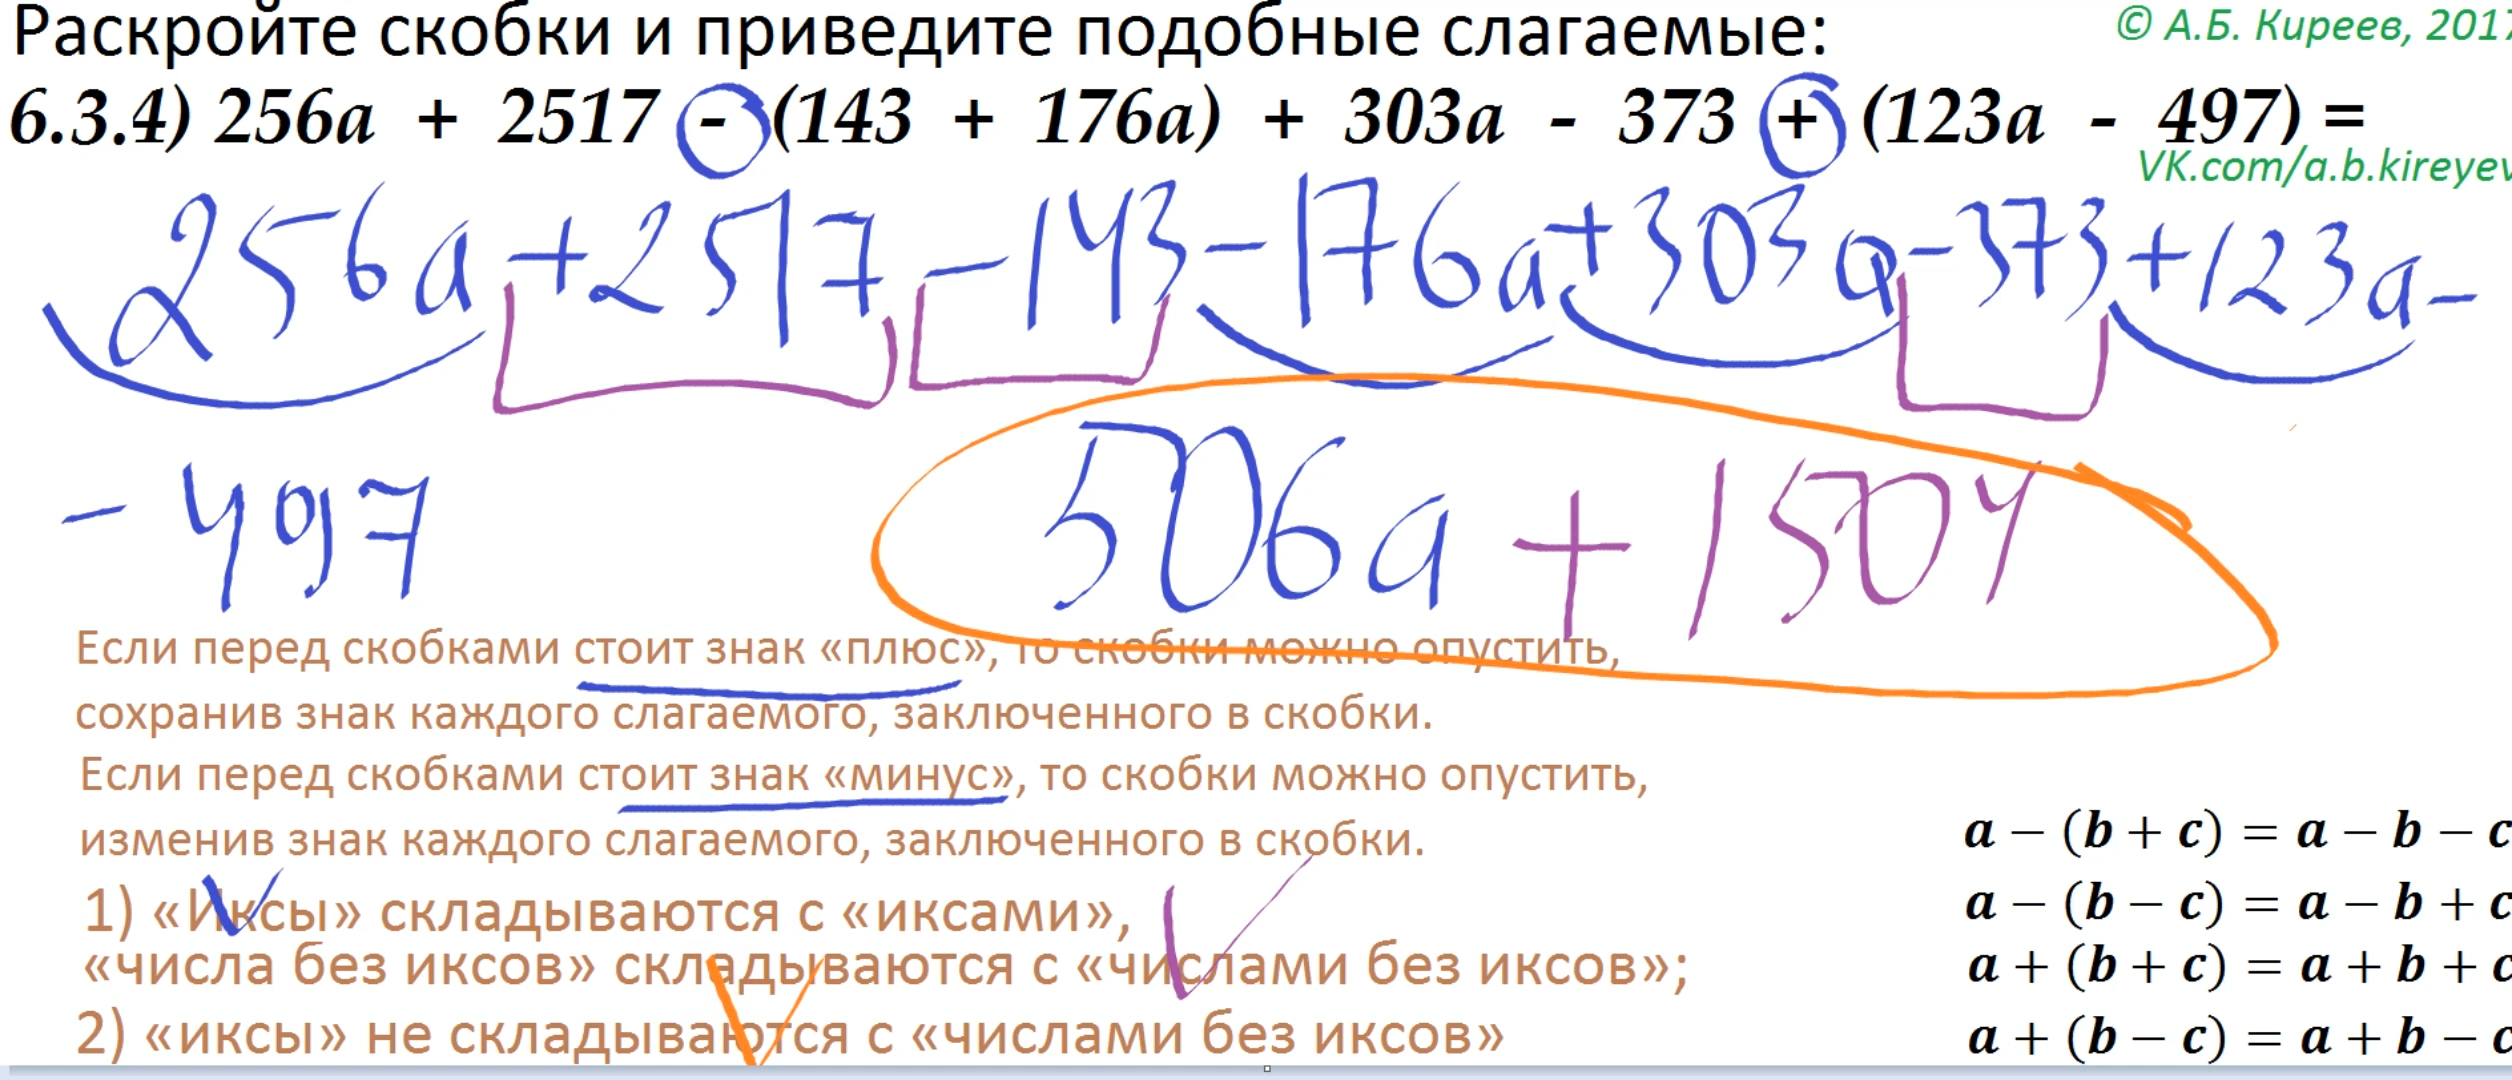 Раскройте скобки и приведите подобные слагаемые:
© А.Б. Киреев, 2017
6.3.4) 256a + 2517 - (143 + 176a) + 303a - 373 + (123a - 497) =
VK.com/a.b.kireyev
256a + 2517 - 143 - 176a + 303a - 373 + 123a -
- 497
506a + 1504
Если перед скобками стоит знак «плюс», то скобки можно опустить,
сохранив знак каждого слагаемого, заключенного в скобки.
Если перед скобками стоит знак «минус», то скобки можно опустить,
изменив знак каждого слагаемого, заключенного в скобки.
a − (b + c) = a − b − c
1) «Иксы» складываются с «иксами»,
a − (b − c) = a − b + c
«числа без иксов» складываются с «числами без иксов»;
a + (b + c) = a + b + c
2) «иксы» не складываются с «числами без иксов»
a + (b − c) = a + b − c